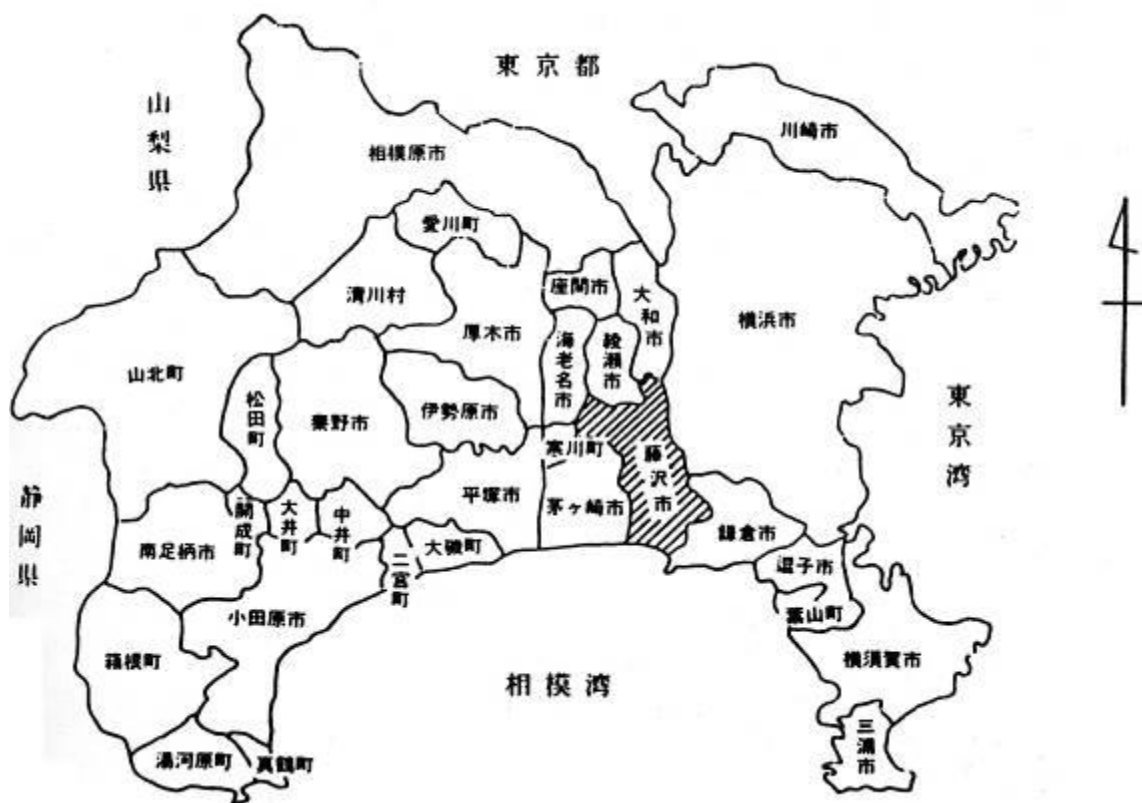 東京都
山梨県
川崎市
相模原市
愛川町
清川村
座間市
大和市
横浜市
厚木市
海老名市
綾瀬市
山北町
松田町
秦野市
伊勢原市
東京湾
寒川町
藤沢市
静岡県
平塚市
茅ヶ崎市
開成町
大井町
中井町
南足柄市
大磯町
鎌倉市
二宮町
逗子市
小田原市
葉山町
箱根町
横須賀市
相模湾
三浦市
湯河原町
真鶴町